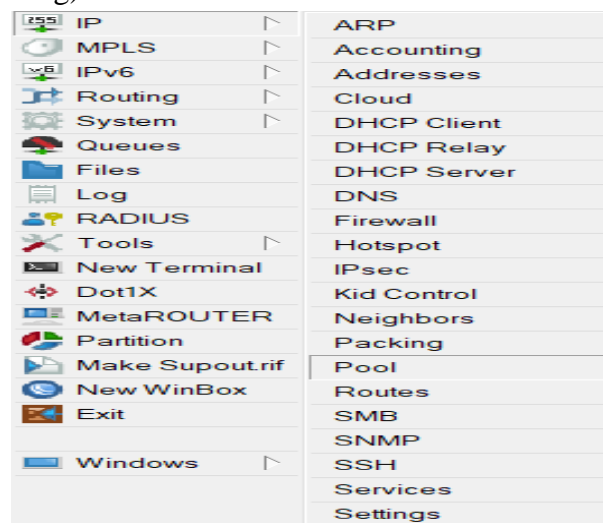 g,
IP
MPLS
IPv6
Routing
System
Queues
Files
Log
RADIUS
Tools
New Terminal
Dot1X
MetaROUTER
Partition
Make Supout.rif
New WinBox
Exit
Windows
ARP
Accounting
Addresses
Cloud
DHCP Client
DHCP Relay
DHCP Server
DNS
Firewall
Hotspot
IPsec
Kid Control
Neighbors
Packing
Pool
Routes
SMB
SNMP
SSH
Services
Settings